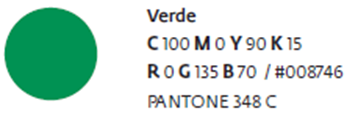 Verde
C 100 M 0 Y 90 K 15
R 0 G 135 B 70 / #008746
PANTONE 348 C